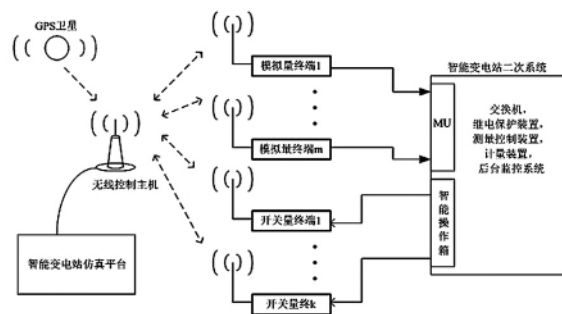 GPS卫星
无线控制主机
智能变电站仿真平台
模拟量终端1
模拟量终端m
开关量终端1
开关量终k
智能变电站二次系统
MU
交换机,
继电保护装置,
测量控制装置,
计量装置,
后台监控系统
智能操作箱